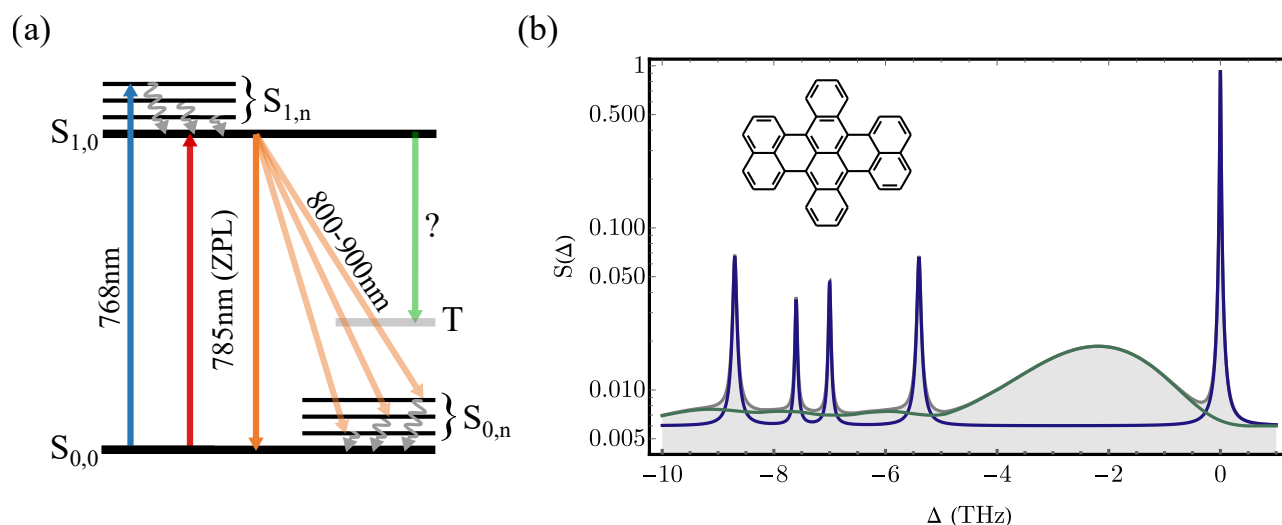 (a)
S1,n
S1,0
768nm
785nm (ZPL)
800-900nm
?
T
S0,n
S0,0
(b)
1
0.500
0.100
0.050
0.010
0.005
S(Δ)
−10
−8
−6
−4
−2
0
Δ (THz)